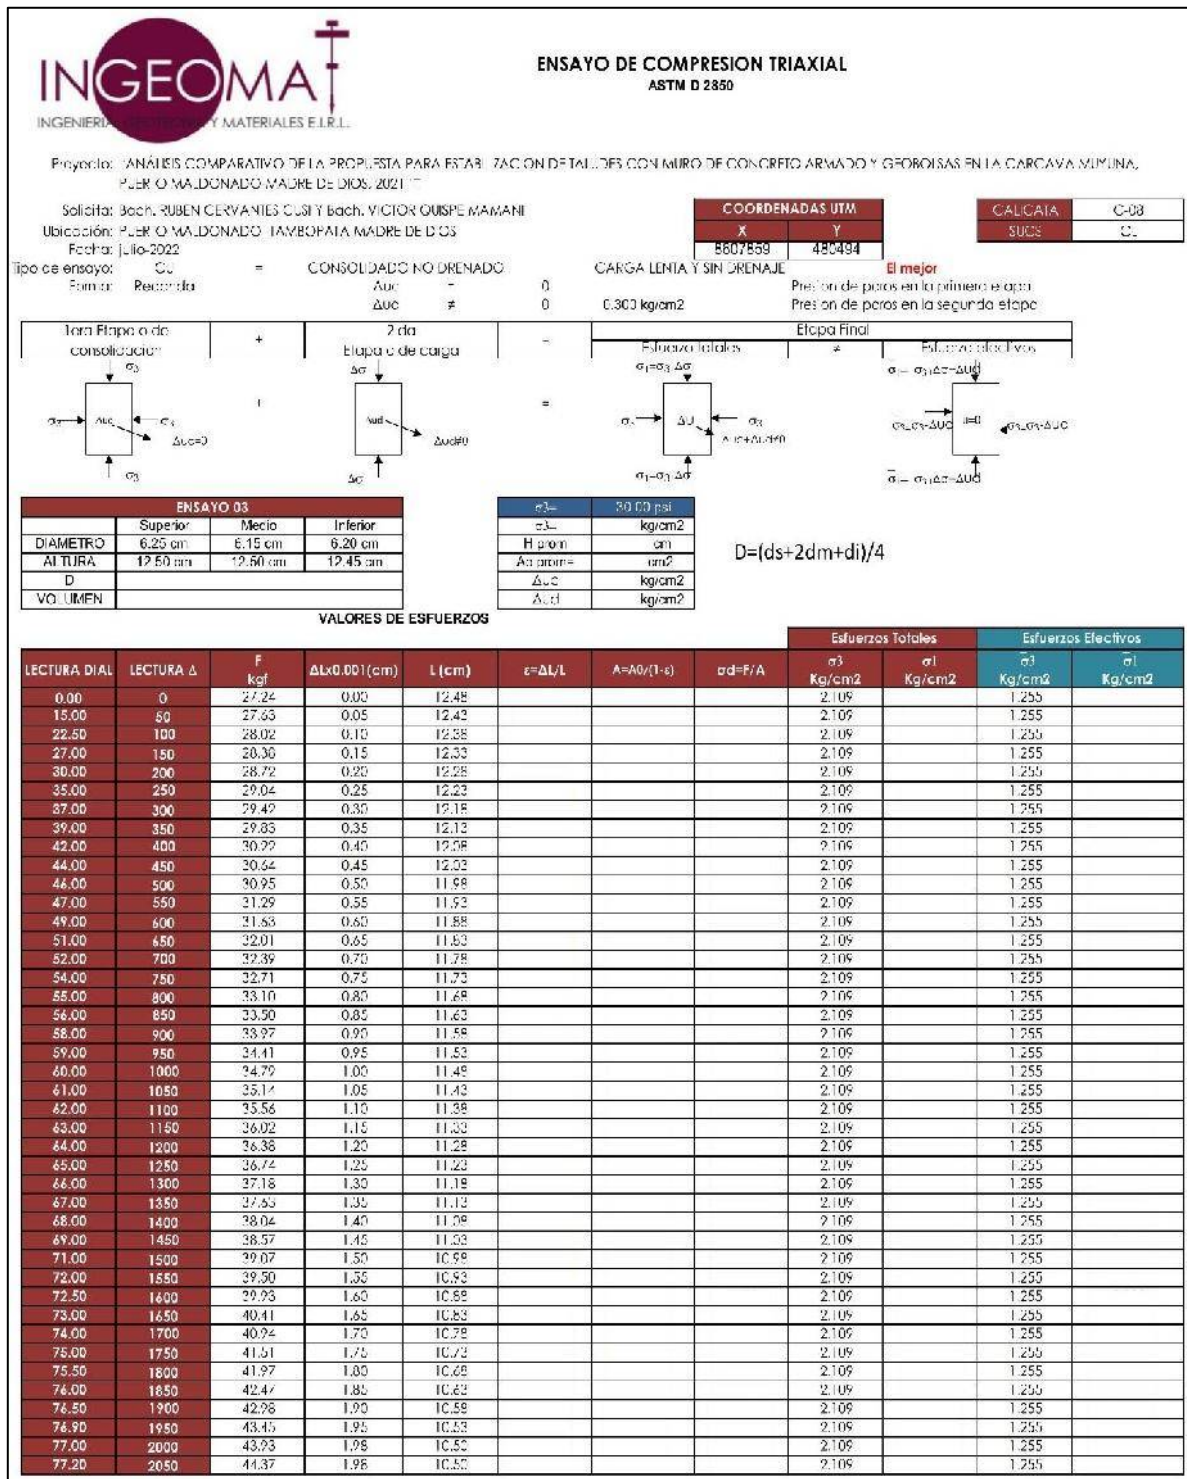 INGEOMAT
INGENIERIA GEOTECNIA Y MATERIALES E.I.R.L.
ENSAYO DE COMPRESION TRIAXIAL
ASTM D 2850
Proyecto: "ANÁLISIS COMPARATIVO DE LA PROPUESTA PARA ESTABILIZACION DE TALUDES CON MURO DE CONCRETO ARMADO Y GEOBOLSAS EN LA CARCAVA MUYUNA,
PUERTO MALDONADO MADRE DE DIOS, 2021"
Solicita: Bach. RUBEN CERVANTES CUSI Y Bach. VICTOR QUISPE MAMANI
Ubicación: PUERTO MALDONADO TAMBOPATA MADRE DE DIOS
Fecha: julio-2022
COORDENADAS UTM
X Y
8607859 480494
CALICATA C-08
SUCS CL
Tipo de ensayo: CU = CONSOLIDADO NO DRENADO CARGA LENTA Y SIN DRENAJE El mejor
Forma: Redonda Δuc = 0 Presion de poros en la primera etapa
Δud ≠ 0 0.300 kg/cm2 Presion de poros en la segunda etapa
1era Etapa o de consolidacion + 2 da Etapa o de carga = Etapa Final
Esfuerzo totales ≠ Esfuerzo efectivos
σ3 Δσ σ1=σ3+Δσ
Δuc Δuc=0 + Δud Δud≠0 = ΔU u=0
σ3 Δσ σ1=σ3+Δσ
ENSAYO 03
Superior Medio Inferior
DIAMETRO 6.25 cm 6.15 cm 6.20 cm
ALTURA 12.50 cm 12.50 cm 12.45 cm
D
VOLUMEN
σ3= 30.00 psi
σ3= kg/cm2
H prom cm
Ao prom= cm2
Δuc kg/cm2
Δud kg/cm2
D=(ds+2dm+di)/4
VALORES DE ESFUERZOS
Esfuerzos Totales Esfuerzos Efectivos
LECTURA DIAL LECTURA Δ F kgf ΔLx0.001(cm) L (cm) ε=ΔL/L A=A0/(1-ε) σd=F/A σ3 Kg/cm2 σ1 Kg/cm2 σ̅3 Kg/cm2 σ̅1 Kg/cm2
0.00 0 27.24 0.00 12.48 2.109 1.255
15.00 50 27.63 0.05 12.43 2.109 1.255
22.50 100 28.02 0.10 12.38 2.109 1.255
27.00 150 28.38 0.15 12.33 2.109 1.255
30.00 200 28.72 0.20 12.28 2.109 1.255
35.00 250 29.04 0.25 12.23 2.109 1.255
37.00 300 29.42 0.30 12.18 2.109 1.255
39.00 350 29.83 0.35 12.13 2.109 1.255
42.00 400 30.22 0.40 12.08 2.109 1.255
44.00 450 30.64 0.45 12.03 2.109 1.255
46.00 500 30.95 0.50 11.98 2.109 1.255
47.00 550 31.29 0.55 11.93 2.109 1.255
49.00 600 31.63 0.60 11.88 2.109 1.255
51.00 650 32.01 0.65 11.83 2.109 1.255
52.00 700 32.39 0.70 11.78 2.109 1.255
54.00 750 32.71 0.75 11.73 2.109 1.255
55.00 800 33.10 0.80 11.68 2.109 1.255
56.00 850 33.50 0.85 11.63 2.109 1.255
58.00 900 33.97 0.90 11.58 2.109 1.255
59.00 950 34.41 0.95 11.53 2.109 1.255
60.00 1000 34.79 1.00 11.48 2.109 1.255
61.00 1050 35.14 1.05 11.43 2.109 1.255
62.00 1100 35.56 1.10 11.38 2.109 1.255
63.00 1150 36.02 1.15 11.33 2.109 1.255
64.00 1200 36.38 1.20 11.28 2.109 1.255
65.00 1250 36.74 1.25 11.23 2.109 1.255
66.00 1300 37.18 1.30 11.18 2.109 1.255
67.00 1350 37.63 1.35 11.13 2.109 1.255
68.00 1400 38.04 1.40 11.08 2.109 1.255
69.00 1450 38.57 1.45 11.03 2.109 1.255
71.00 1500 39.07 1.50 10.98 2.109 1.255
72.00 1550 39.50 1.55 10.93 2.109 1.255
72.50 1600 39.93 1.60 10.88 2.109 1.255
73.00 1650 40.41 1.65 10.83 2.109 1.255
74.00 1700 40.94 1.70 10.78 2.109 1.255
75.00 1750 41.51 1.75 10.73 2.109 1.255
75.50 1800 41.97 1.80 10.68 2.109 1.255
76.00 1850 42.47 1.85 10.63 2.109 1.255
76.50 1900 42.98 1.90 10.58 2.109 1.255
76.90 1950 43.45 1.95 10.53 2.109 1.255
77.00 2000 43.93 1.98 10.50 2.109 1.255
77.20 2050 44.37 1.98 10.50 2.109 1.255